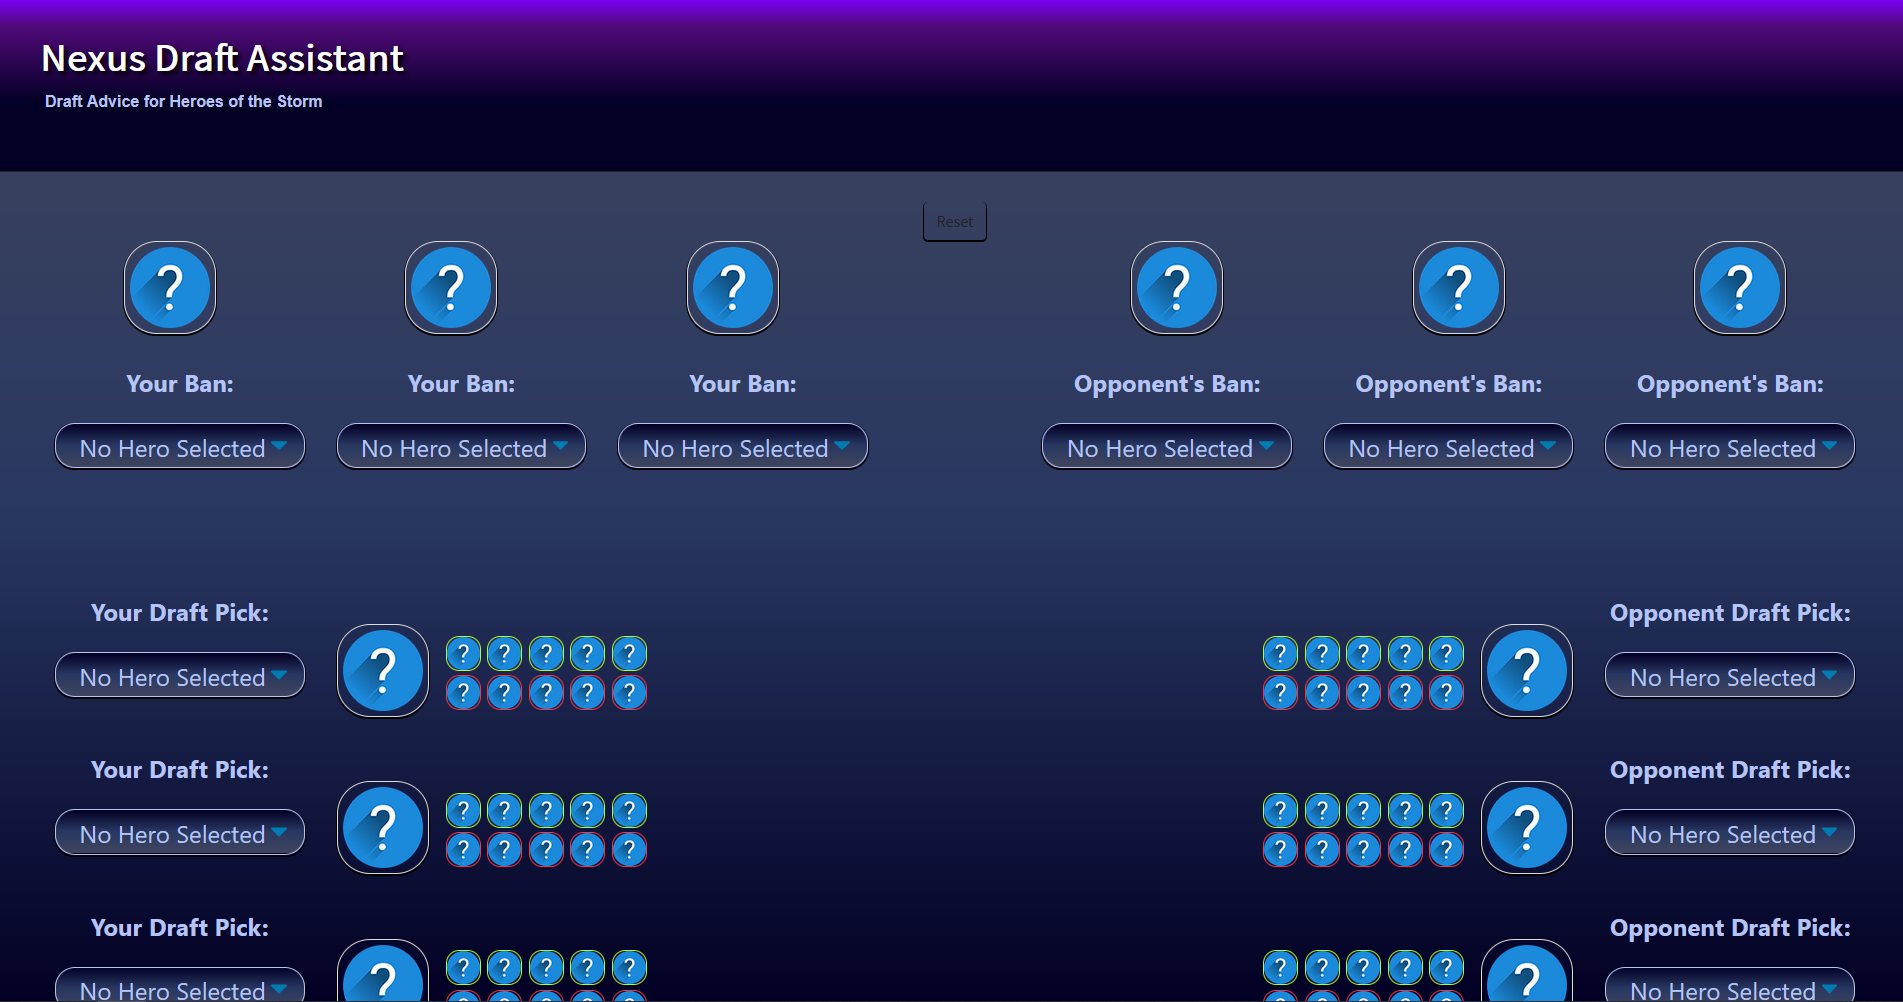 Nexus Draft Assistant
Draft Advice for Heroes of the Storm
Reset
? ? ? ? ? ?
Your Ban: Your Ban: Your Ban: Opponent's Ban: Opponent's Ban: Opponent's Ban:
No Hero Selected No Hero Selected No Hero Selected No Hero Selected No Hero Selected No Hero Selected
Your Draft Pick: Opponent Draft Pick:
? ? ? ? ? ? ? ? ? ?
No Hero Selected ? ? No Hero Selected
? ? ? ? ? ? ? ? ? ?
Your Draft Pick: Opponent Draft Pick:
? ? ? ? ? ? ? ? ? ?
No Hero Selected ? ? No Hero Selected
? ? ? ? ? ? ? ? ? ?
Your Draft Pick: Opponent Draft Pick:
? ? ? ? ? ? ? ? ? ?
No Hero Selected ? ? No Hero Selected